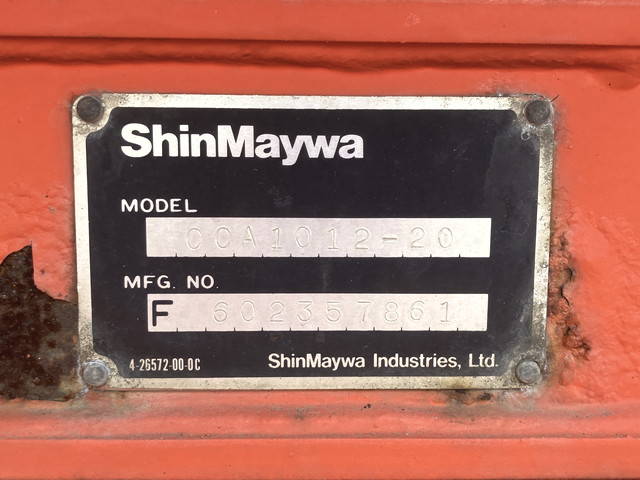 ShinMaywa
MODEL
CCA1012-20
MFG. NO.
F 602357861
4-26572-00-0C
ShinMaywa Industries, Ltd.